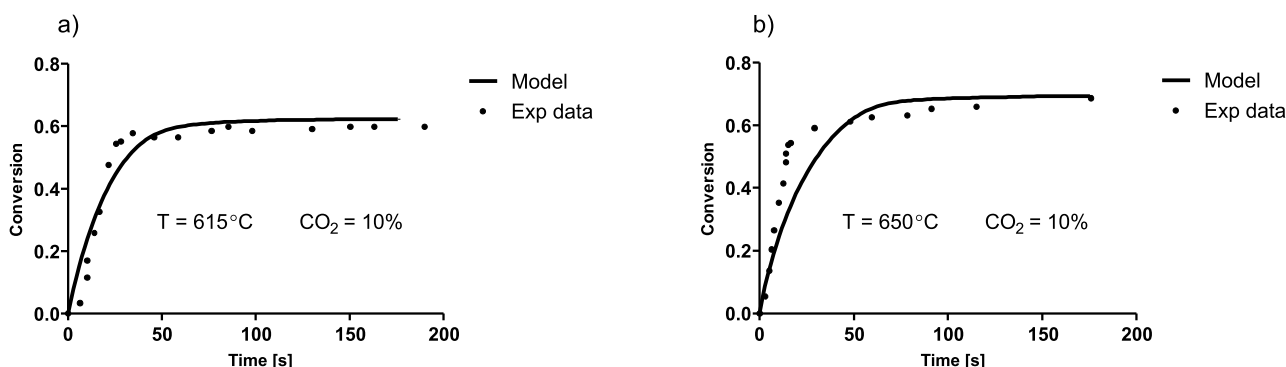 a)
0.8
0.6
0.4
0.2
0.0
Conversion
0
50
100
150
200
Time [s]
Model
Exp data
T = 615°C CO₂ = 10%
b)
0.8
0.6
0.4
0.2
0.0
Conversion
0
50
100
150
200
Time [s]
Model
Exp data
T = 650°C CO₂ = 10%